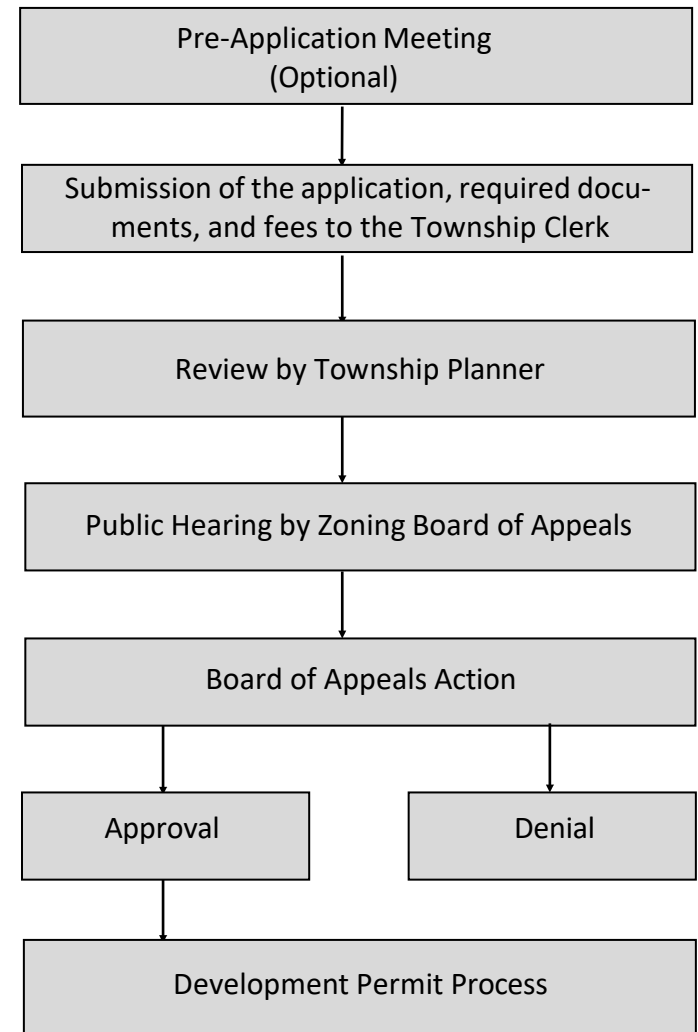 Pre-Application Meeting
(Optional)
Submission of the application, required docu-
ments, and fees to the Township Clerk
Review by Township Planner
Public Hearing by Zoning Board of Appeals
Board of Appeals Action
Approval
Denial
Development Permit Process